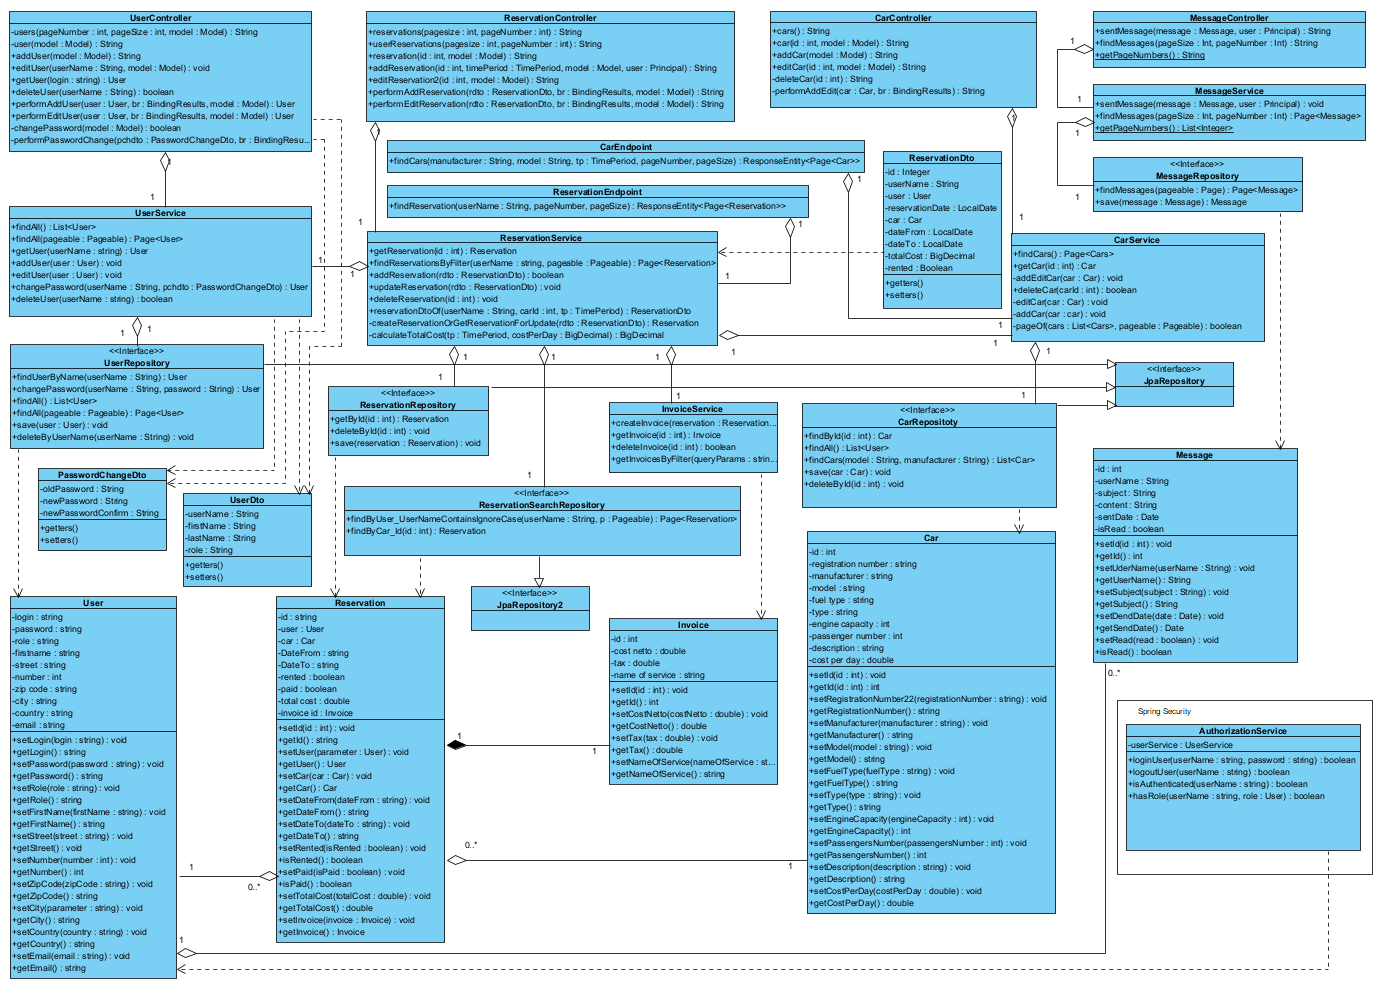 UserController
-users(pageNumber : int, pageSize : int, model : Model) : String
-user(model : Model) : String
+addUser(model : Model) : String
+editUser(userName : String, model : Model) : void
+getUser(login : string) : User
+deleteUser(userName : String) : boolean
+performAddUser(user : User, br : BindingResults, model : Model) : User
+performEditUser(user : User, br : BindingResults, model : Model) : User
-changePassword(model : Model) : boolean
-performPasswordChange(pchdto : PasswordChangeDto, br : BindingResu...
ReservationController
+reservations(pagesize : int, pageNumber : int) : String
+userReservations(pagesize : int, pageNumber : int) : String
+reservation(id : int, model : Model) : String
+addReservation(id : int, timePeriod : TimePeriod, model : Model, user : Principal) : String
+editReservation2(id : int, model : Model) : String
+performAddReservation(rdto : ReservationDto, br : BindingResults, model : Model) : String
+performEditReservation(rdto : ReservationDto, br : BindingResults, model : Model) : String
CarController
+cars() : String
+car(id : int, model : Model) : String
+addCar(model : Model) : String
+editCar(id : int, model : Model) : String
-deleteCar(id : int) : String
-performAddEdit(car : Car, br : BindingResults) : String
MessageController
+sentMessage(message : Message, user : Principal) : String
+findMessages(pageSize : Int, pageNumber : Int) : String
+getPageNumbers() : String
1
1
MessageService
+sentMessage(message : Message, user : Principal) : void
+findMessages(pageSize : Int, pageNumber : Int) : Page<Message>
+getPageNumbers() : List<Integer>
1
1
<<Interface>>
MessageRepository
+findMessages(pageable : Page) : Page<Message>
+save(message : Message) : Message
CarEndpoint
+findCars(manufacturer : String, model : String, tp : TimePeriod, pageNumber, pageSize) : ResponseEntity<Page<Car>>
1
1
ReservationEndpoint
+findReservation(userName : String, pageNumber, pageSize) : ResponseEntity<Page<Reservation>>
1
1
ReservationDto
-id : Integer
-userName : String
-user : User
-reservationDate : LocalDate
-car : Car
-dateFrom : LocalDate
-dateTo : LocalDate
-totalCost : BigDecimal
-rented : Boolean
+getters()
+setters()
1
1
UserService
+findAll() : List<User>
+findAll(pageable : Pageable) : Page<User>
+getUser(userName : string) : User
+addUser(user : User) : void
+editUser(user : User) : void
+changePassword(userName : String, pchdto : PasswordChangeDto) : User
+deleteUser(userName : string) : boolean
1
1
1
1
ReservationService
+getReservation(id : int) : Reservation
+findReservationsByFilter(userName : string, pageable : Pageable) : Page<Reservation>
+addReservation(rdto : ReservationDto) : boolean
+updateReservation(rdto : ReservationDto) : void
+deleteReservation(id : int) : void
+reservationDtoOf(userName : String, carId : int, tp : TimePeriod) : ReservationDto
-createReservationOrGetReservationForUpdate(rdto : ReservationDto) : Reservation
-calculateTotalCost(tp : TimePeriod, costPerDay : BigDecimal) : BigDecimal
1
1
1
1
1
CarService
+findCars() : Page<Cars>
+getCar(id : int) : Car
-addEditCar(car : Car) : void
+deleteCar(carId : int) : boolean
-editCar(car : Car) : void
-addCar(car : car) : void
-pageOf(cars : List<Cars>, pageable : Pageable) : boolean
1
1
1
1
<<Interface>>
UserRepository
+findUserByName(userName : String) : User
+changePassword(userName : String, password : String) : User
+findAll() : List<User>
+findAll(pageable : Pageable) : Page<User>
+save(user : User) : void
+deleteByUserName(userName : String) : void
1
1
1
1
1
1
<<Interface>>
JpaRepository
<<Interface>>
ReservationRepository
+getById(id : int) : Reservation
+deleteById(id : int) : void
+save(reservation : Reservation) : void
InvoiceService
+createInvoice(reservation : Reservation...
+getInvoice(id : int) : Invoice
+deleteInvoice(id : int) : boolean
+getInvoicesByFilter(queryParams : strin...
1
1
<<Interface>>
CarRepositoty
+findById(id : int) : Car
+findAll() : List<User>
+findCars(model : String, manufacturer : String) : List<Car>
+save(car : Car) : void
+deleteById(id : int) : void
PasswordChangeDto
-oldPassword : String
-newPassword : String
-newPasswordConfirm : String
+getters()
+setters()
UserDto
-userName : String
-firstName : String
-lastName : String
-role : String
+getters()
+setters()
<<Interface>>
ReservationSearchRepository
+findByUser_UserNameContainsIgnoreCase(userName : String, p : Pageable) : Page<Reservation>
+findByCar_Id(id : int) : Reservation
<<Interface>>
JpaRepository2
Message
-id : int
-userName : String
-subject : String
-content : String
-sentDate : Date
-isRead : boolean
+setId(id : int) : void
+getId() : int
+setUderName(userName : String) : void
+getUserName() : String
+setSubject(subject : String) : void
+getSubject() : String
+setDendDate(date : Date) : void
+getSendDate() : Date
+setRead(read : boolean) : void
+isRead() : boolean
0..*
User
-login : string
-password : string
-role : string
-firstname : string
-street : string
-number : int
-zip code : string
-city : string
-country : string
-email : string
+setLogin(login : string) : void
+getLogin() : string
+setPassword(password : string) : void
+getPassword() : string
+setRole(role : string) : void
+getRole() : string
+setFirstName(firstName : string) : void
+getFirstName() : string
+setStreet(street : string) : void
+getStreet() : void
+setNumber(number : int) : void
+getNumber() : int
+setZipCode(zipCode : string) : void
+getZipCode() : string
+setCity(parameter : string) : void
+getCity() : string
+setCountry(country : string) : void
+getCountry() : string
+setEmail(email : string) : void
+getEmail() : string
1
0..*
1
Reservation
-id : string
-user : User
-car : Car
-DateFrom : string
-DateTo : string
-rented : boolean
-paid : boolean
-total cost : double
-invoice id : Invoice
+setId(id : int) : void
+getId() : string
+setUser(parameter : User) : void
+getUser() : User
+setCar(car : Car) : void
+getCar() : Car
+setDateFrom(dateFrom : string) : void
+getDateFrom() : string
+setDateTo(dateTo : string) : void
+getDateTo() : string
+setRented(isRented : boolean) : void
+isRented() : boolean
+setPaid(isPaid : boolean) : void
+isPaid() : boolean
+setTotalCost(totalCost : double) : void
+getTotalCost() : double
+setInvoice(invoice : Invoice) : void
+getInvoice() : Invoice
1
1
0..*
1
Invoice
-id : int
-cost netto : double
-tax : double
-name of service : string
+setId(id : int) : void
+getId() : int
+setCostNetto(costNetto : double) : void
+getCostNetto() : double
+setTax(tax : double) : void
+getTax() : double
+setNameOfService(nameOfService : st...
+getNameOfService() : string
Car
-id : int
-registration number : string
-manufacturer : string
-model : string
-fuel type : string
-type : string
-engine capacity : int
-passenger number : int
-description : string
-cost per day : double
+setId(id : int) : void
+getId(id : int) : int
+setRegistrationNumber22(registrationNumber : string) : void
+getRegistrationNumber() : string
+setManufacturer(manufacturer : string) : void
+getManufacturer() : string
+setModel(model : string) : void
+getModel() : string
+setFuelType(fuelType : string) : void
+getFuelType() : string
+setType(type : string) : void
+getType() : string
+setEngineCapacity(engineCapacity : int) : void
+getEngineCapacity() : int
+setPassengersNumber(passengersNumber : int) : void
+getPassengersNumber() : int
+setDescription(description : string) : void
+getDescription() : string
+setCostPerDay(costPerDay : double) : void
+getCostPerDay() : double
Spring Security
AuthorizationService
-userService : UserService
+loginUser(userName : string, password : string) : boolean
+logoutUser(userName : string) : boolean
+isAuthenticated(userName : string) : boolean
+hasRole(userName : string, role : User) : boolean